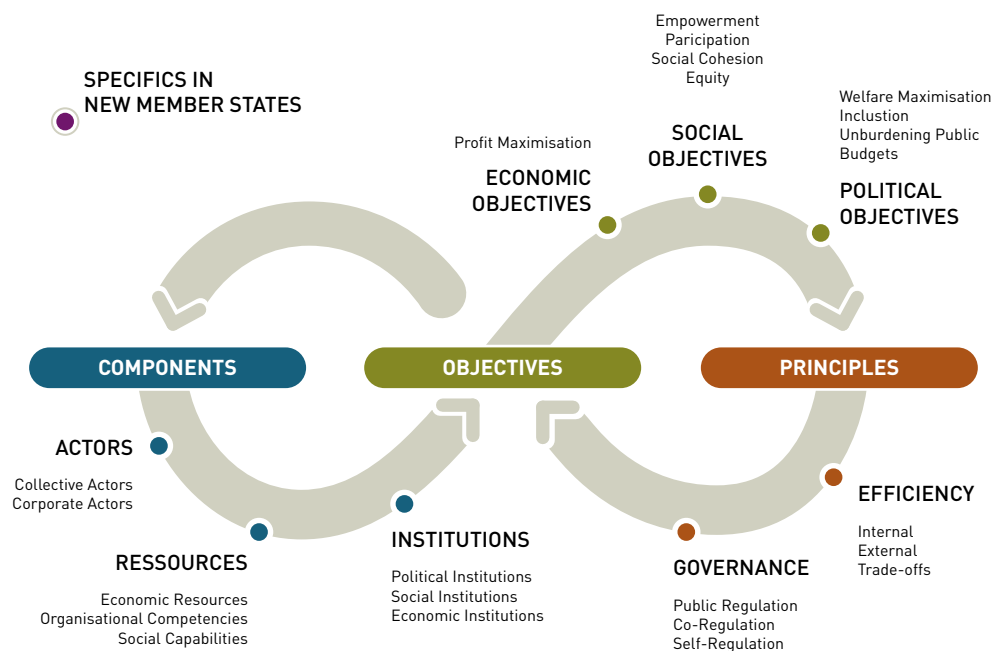 SPECIFICS IN
NEW MEMBER STATES
Profit Maximisation
ECONOMIC
OBJECTIVES
Empowerment
Paricipation
Social Cohesion
Equity
SOCIAL
OBJECTIVES
Welfare Maximisation
Inclustion
Unburdening Public
Budgets
POLITICAL
OBJECTIVES
COMPONENTS
OBJECTIVES
PRINCIPLES
ACTORS
Collective Actors
Corporate Actors
RESSOURCES
Economic Resources
Organisational Competencies
Social Capabilities
INSTITUTIONS
Political Institutions
Social Institutions
Economic Institutions
GOVERNANCE
Public Regulation
Co-Regulation
Self-Regulation
EFFICIENCY
Internal
External
Trade-offs